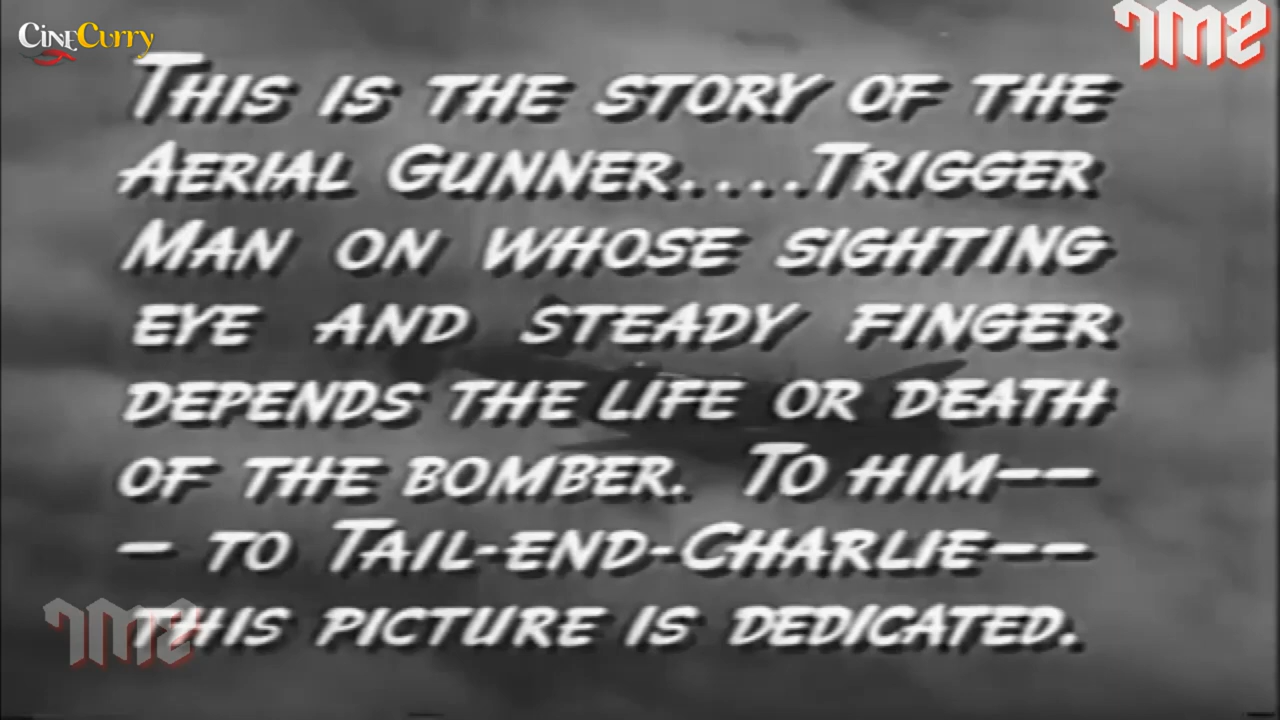 CineCurry
THIS IS THE STORY OF THE
AERIAL GUNNER.....TRIGGER
MAN ON WHOSE SIGHTING
EYE AND STEADY FINGER
DEPENDS THE LIFE OR DEATH
OF THE BOMBER. TO HIM--
- TO TAIL-END-CHARLIE--
THIS PICTURE IS DEDICATED.